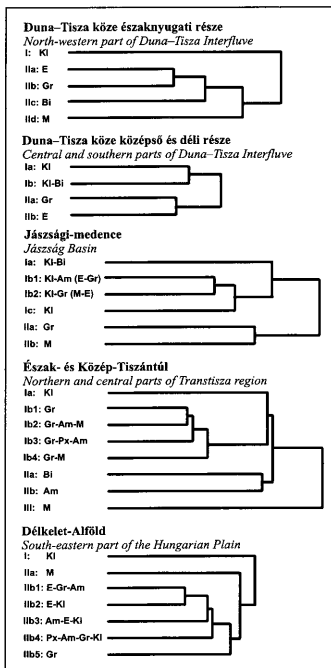 Duna–Tisza köze északnyugati része
North-western part of Duna–Tisza Interfluve
I: Kl
IIa: E
IIb: Gr
IIc: Bi
IId: M
Duna–Tisza köze középső és déli része
Central and southern parts of Duna–Tisza Interfluve
Ia: Kl
Ib: Kl-Bi
IIa: Gr
IIb: E
Jászsági-medence
Jászság Basin
Ia: Kl-Bi
Ib1: Kl-Am (E-Gr)
Ib2: Kl-Gr (M-E)
Ic: Kl
IIa: Gr
IIb: M
Észak- és Közép-Tiszántúl
Northern and central parts of Transtisza region
Ia: Kl
Ib1: Gr
Ib2: Gr-Am-M
Ib3: Gr-Px-Am
Ib4: Gr-M
IIa: Bi
IIb: Am
III: M
Délkelet-Alföld
South-eastern part of the Hungarian Plain
I: Kl
IIa: M
IIb1: E-Gr-Am
IIb2: E-Kl
IIb3: Am-E-Kl
IIb4: Px-Am-Gr-Kl
IIb5: Gr